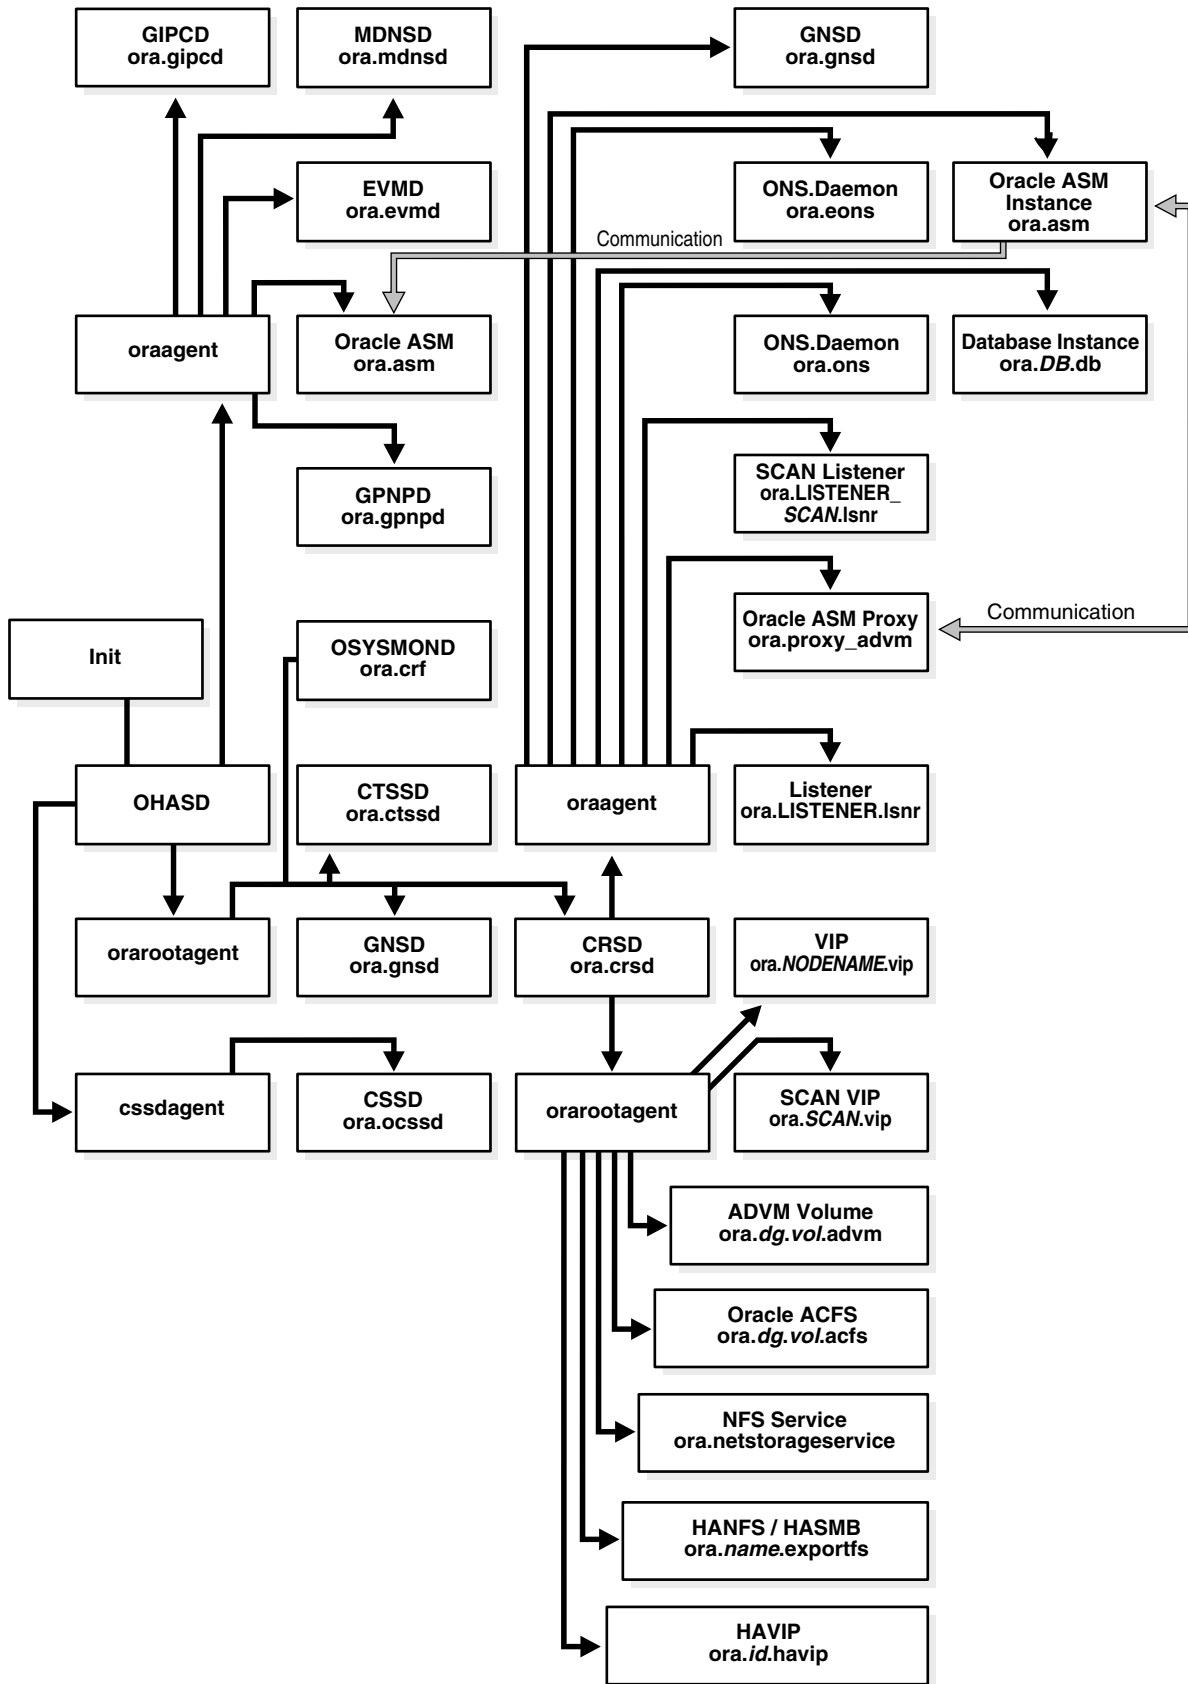 GIPCD
ora.gipcd
MDNSD
ora.mdnsd
GNSD
ora.gnsd
EVMD
ora.evmd
ONS.Daemon
ora.eons
Oracle ASM
Instance
ora.asm
Communication
oraagent
Oracle ASM
ora.asm
ONS.Daemon
ora.ons
Database Instance
ora.DB.db
GPNPD
ora.gpnpd
SCAN Listener
ora.LISTENER_
SCAN.lsnr
Oracle ASM Proxy
ora.proxy_advm
Communication
Init
OSYSMOND
ora.crf
OHASD
CTSSD
ora.ctssd
oraagent
Listener
ora.LISTENER.lsnr
orarootagent
GNSD
ora.gnsd
CRSD
ora.crsd
VIP
ora.NODENAME.vip
cssdagent
CSSD
ora.ocssd
orarootagent
SCAN VIP
ora.SCAN.vip
ADVM Volume
ora.dg.vol.advm
Oracle ACFS
ora.dg.vol.acfs
NFS Service
ora.netstorageservice
HANFS / HASMB
ora.name.exportfs
HAVIP
ora.id.havip